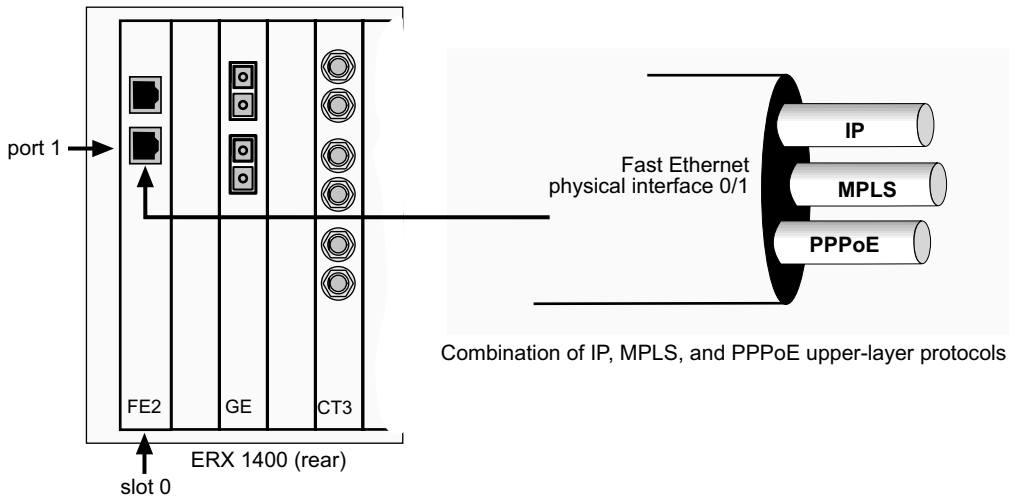 port 1
FE2
GE
CT3
ERX 1400 (rear)
slot 0
Fast Ethernet
physical interface 0/1
IP
MPLS
PPPoE
Combination of IP, MPLS, and PPPoE upper-layer protocols